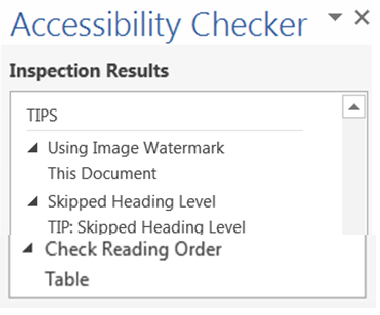 Accessibility Checker
Inspection Results
TIPS
Using Image Watermark
This Document
Skipped Heading Level
TIP: Skipped Heading Level
Check Reading Order
Table